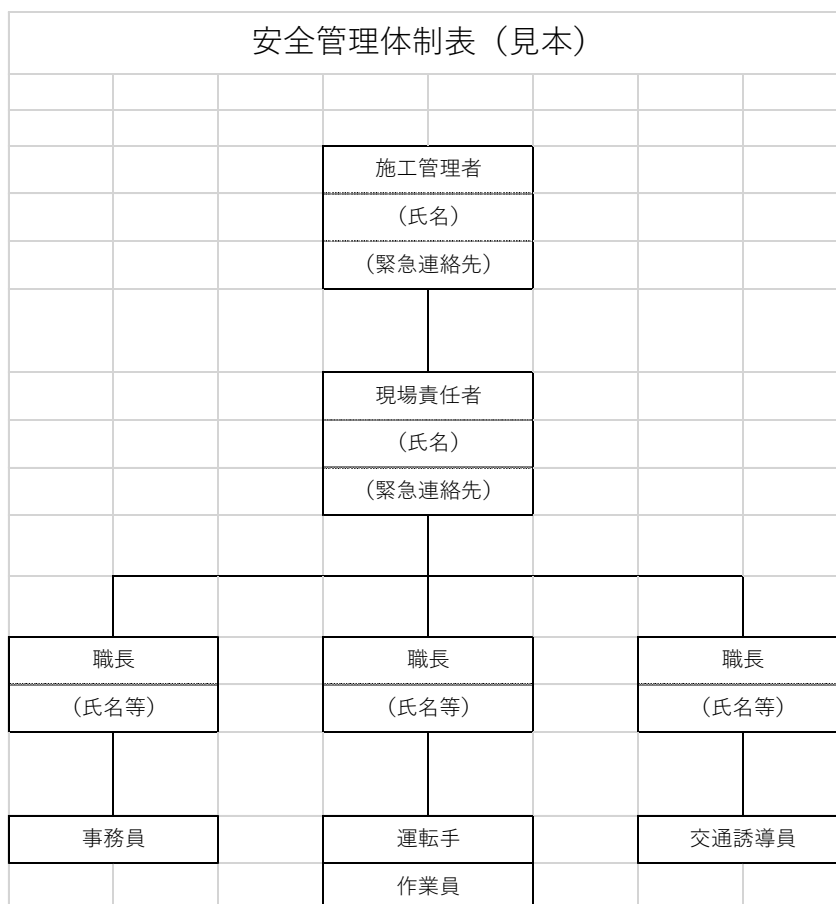 安全管理体制表（見本）
施工管理者
（氏名）
（緊急連絡先）
現場責任者
（氏名）
（緊急連絡先）
職長 職長 職長
（氏名等） （氏名等） （氏名等）
事務員 運転手 交通誘導員
作業員